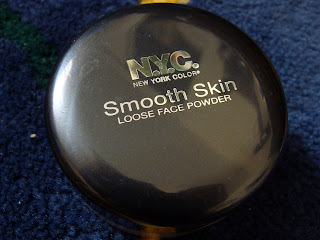 N.Y.C.
NEW YORK COLOR®
Smooth Skin
LOOSE FACE POWDER